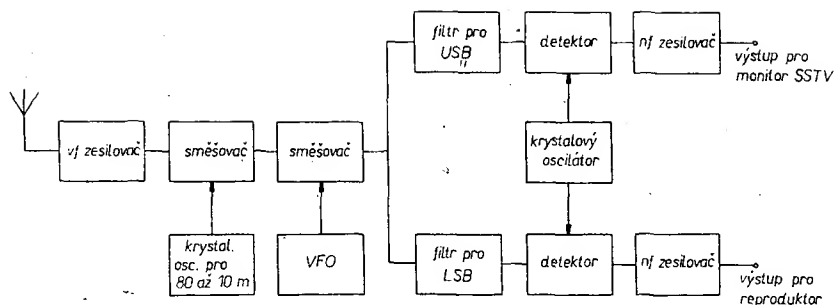 filtr pro
USB
detektor
nf zesilovač
výstup pro
monitor SSTV
vf zesilovač
směšovač
směšovač
krystalový
oscilátor
krystal.
osc. pro
80 až 10 m
VFO
filtr pro
LSB
detektor
nf zesilovač
výstup pro
reproduktor